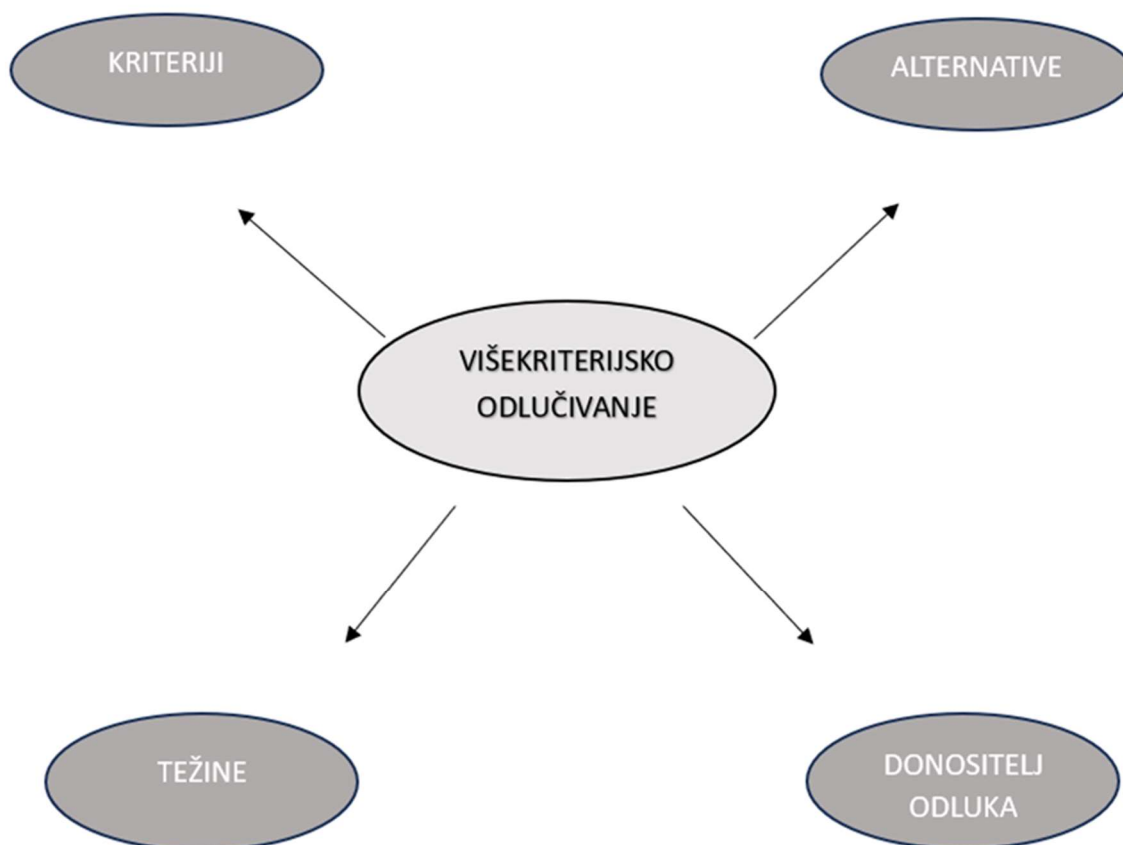 KRITERIJI
ALTERNATIVE
VIŠEKRITERIJSKO
ODLUČIVANJE
TEŽINE
DONOSITELJ
ODLUKA